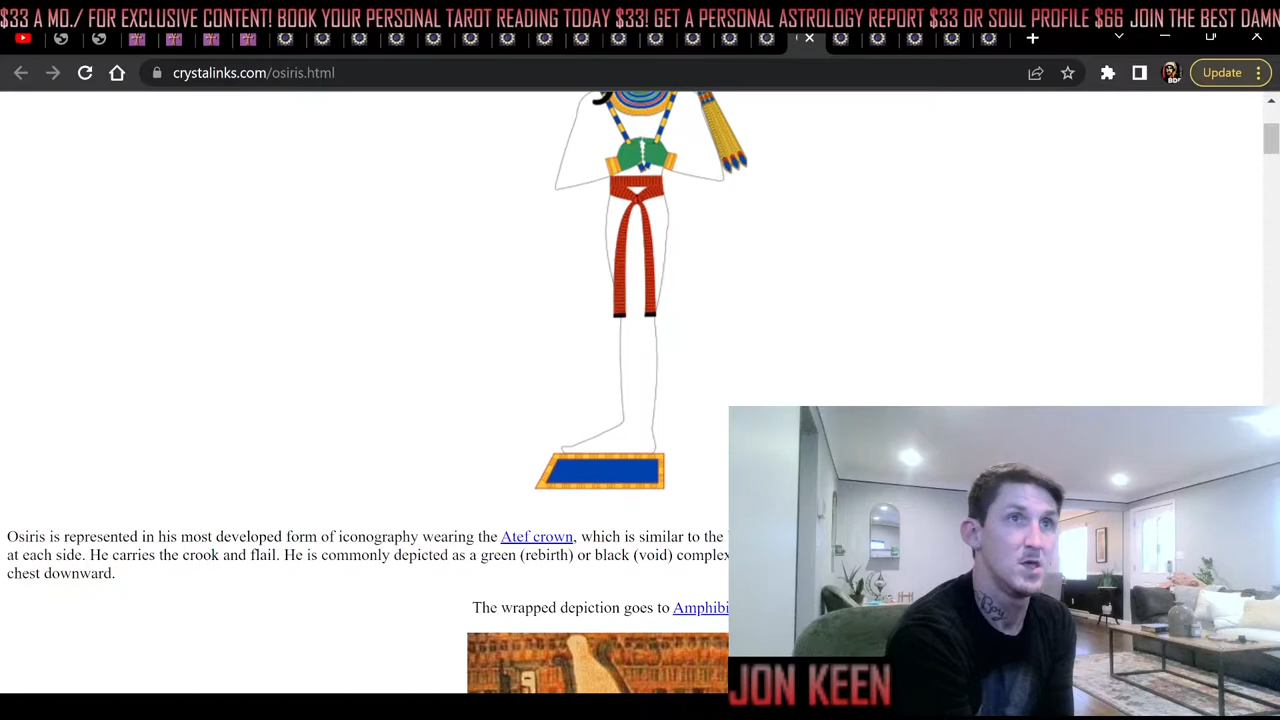 $33 A MO./ FOR EXCLUSIVE CONTENT! BOOK YOUR PERSONAL TAROT READING TODAY $33! GET A PERSONAL ASTROLOGY REPORT $33 OR SOUL PROFILE $66 JOIN THE BEST DAMN
crystalinks.com/osiris.html
BDF
Update
Osiris is represented in his most developed form of iconography wearing the Atef crown, which is similar to the
at each side. He carries the crook and flail. He is commonly depicted as a green (rebirth) or black (void) complex
chest downward.
The wrapped depiction goes to Amphibi
Boy
JON KEEN